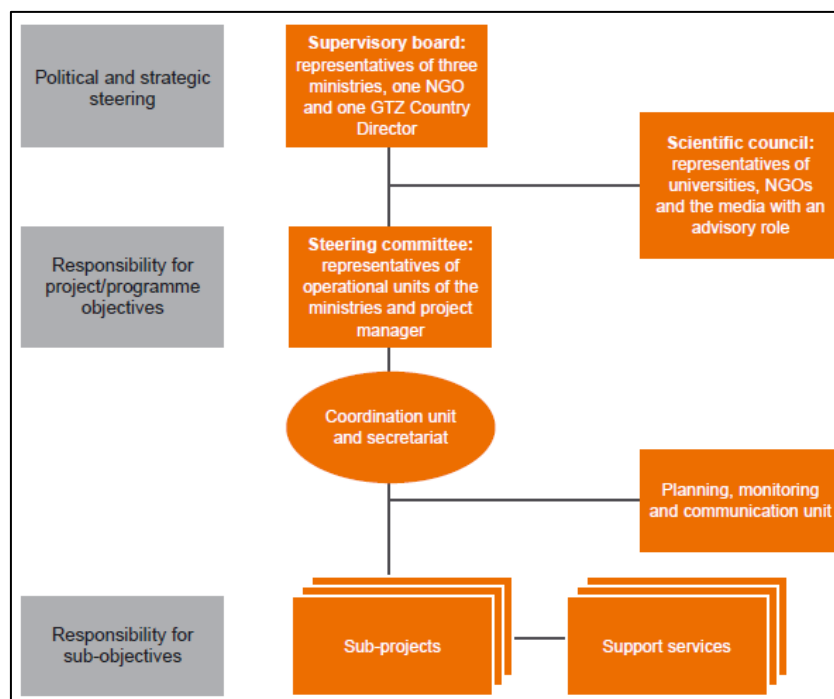 Political and strategic
steering
Supervisory board:
representatives of three
ministries, one NGO
and one GTZ Country
Director
Scientific council:
representatives of
universities, NGOs
and the media with an
advisory role
Responsibility for
project/programme
objectives
Steering committee:
representatives of
operational units of the
ministries and project
manager
Coordination unit
and secretariat
Planning, monitoring
and communication unit
Responsibility for
sub-objectives
Sub-projects
Support services